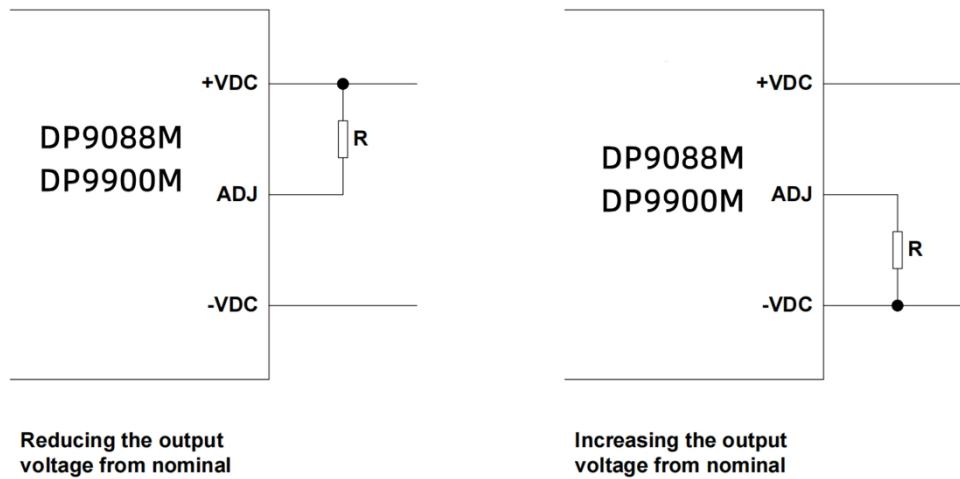 +VDC
DP9088M
DP9900M
R
ADJ
-VDC
Reducing the output
voltage from nominal
+VDC
DP9088M
DP9900M
ADJ
R
-VDC
Increasing the output
voltage from nominal